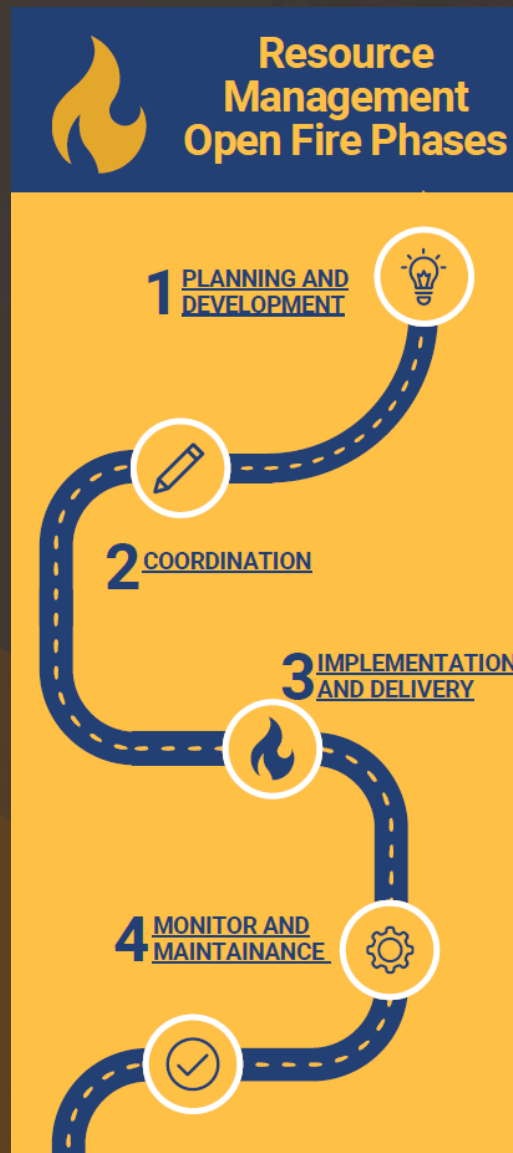 Resource
Management
Open Fire Phases
1 PLANNING AND
DEVELOPMENT
2 COORDINATION
3 IMPLEMENTATION
AND DELIVERY
4 MONITOR AND
MAINTAINANCE